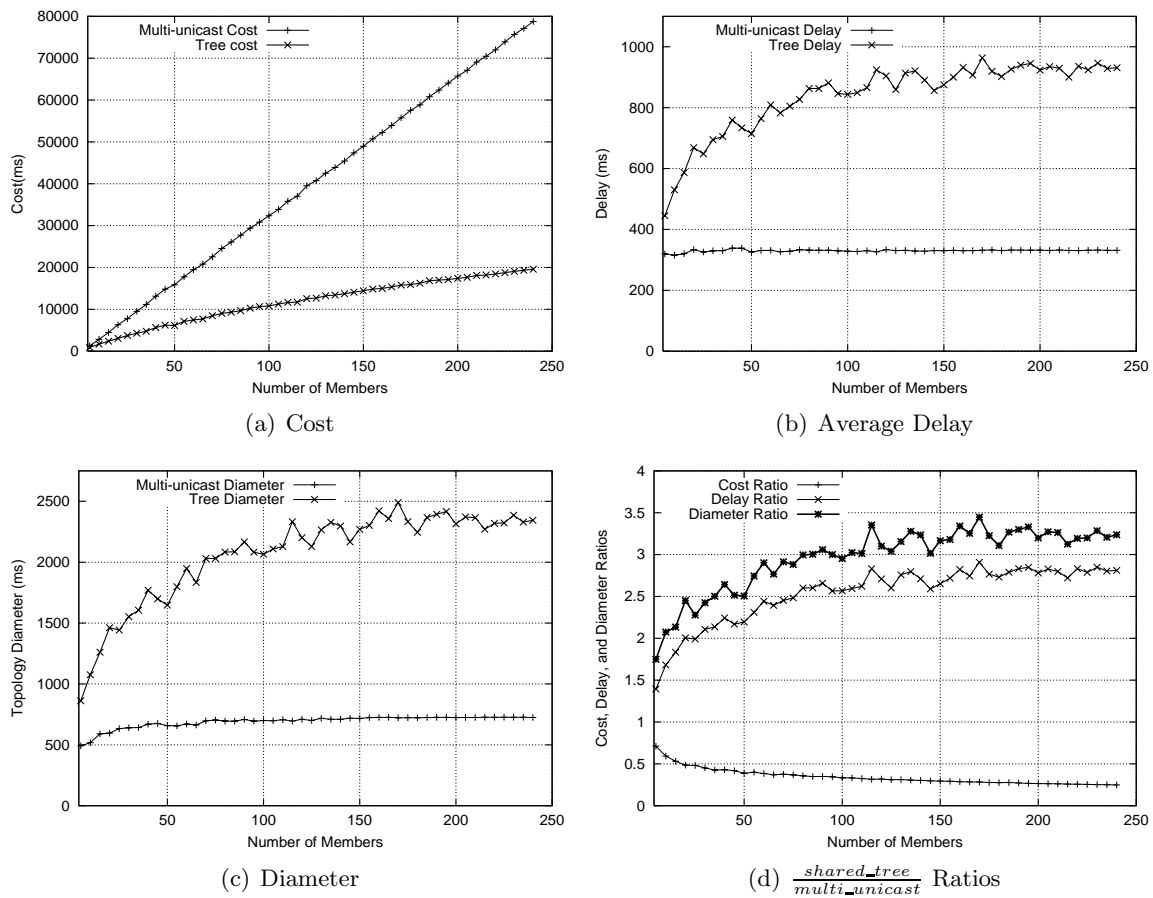 80000
70000
60000
50000
40000
30000
20000
10000
0
Cost(ms)
Multi-unicast Cost
Tree cost
50
100
150
200
250
Number of Members
(a) Cost
1000
800
600
400
200
0
Delay (ms)
Multi-unicast Delay
Tree Delay
50
100
150
200
250
Number of Members
(b) Average Delay
2500
2000
1500
1000
500
0
Topology Diameter (ms)
Multi-unicast Diameter
Tree Diameter
50
100
150
200
250
Number of Members
(c) Diameter
4
3.5
3
2.5
2
1.5
1
0.5
0
Cost, Delay, and Diameter Ratios
Cost Ratio
Delay Ratio
Diameter Ratio
50
100
150
200
250
Number of Members
(d) shared_tree / multi_unicast Ratios